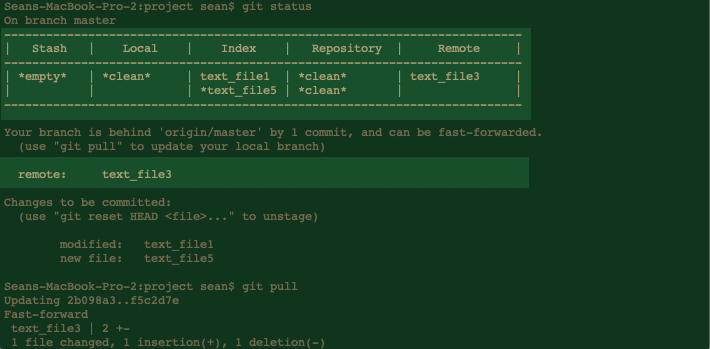 Seans-MacBook-Pro-2:project sean$ git status
On branch master
--------------------------------------------------------------------------
|   Stash   |    Local    |    Index    |   Repository   |     Remote     |
--------------------------------------------------------------------------
| *empty*   | *clean*     | text_file1  | *clean*        | text_file3     |
|           |             | *text_file5 | *clean*        |                |
--------------------------------------------------------------------------
Your branch is behind 'origin/master' by 1 commit, and can be fast-forwarded.
  (use "git pull" to update your local branch)
  remote:     text_file3
Changes to be committed:
  (use "git reset HEAD <file>..." to unstage)
        modified:   text_file1
        new file:   text_file5
Seans-MacBook-Pro-2:project sean$ git pull
Updating 2b098a3..f5c2d7e
Fast-forward
 text_file3 | 2 +-
 1 file changed, 1 insertion(+), 1 deletion(-)